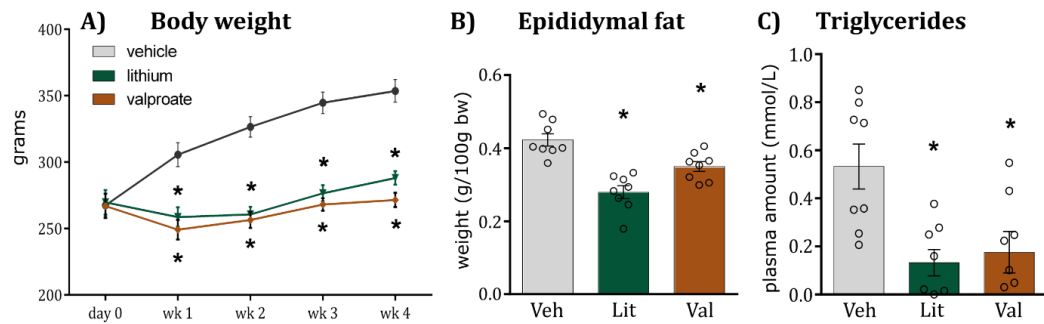 A) Body weight
400
350
300
250
200
grams
vehicle
lithium
valproate
*
*
*
*
*
*
*
*
day 0 wk 1 wk 2 wk 3 wk 4
B) Epididymal fat
weight (g/100g bw)
0.6
0.4
0.2
0.0
*
*
Veh Lit Val
C) Triglycerides
plasma amount (mmol/L)
1.0
0.8
0.6
0.4
0.2
0.0
*
*
Veh Lit Val